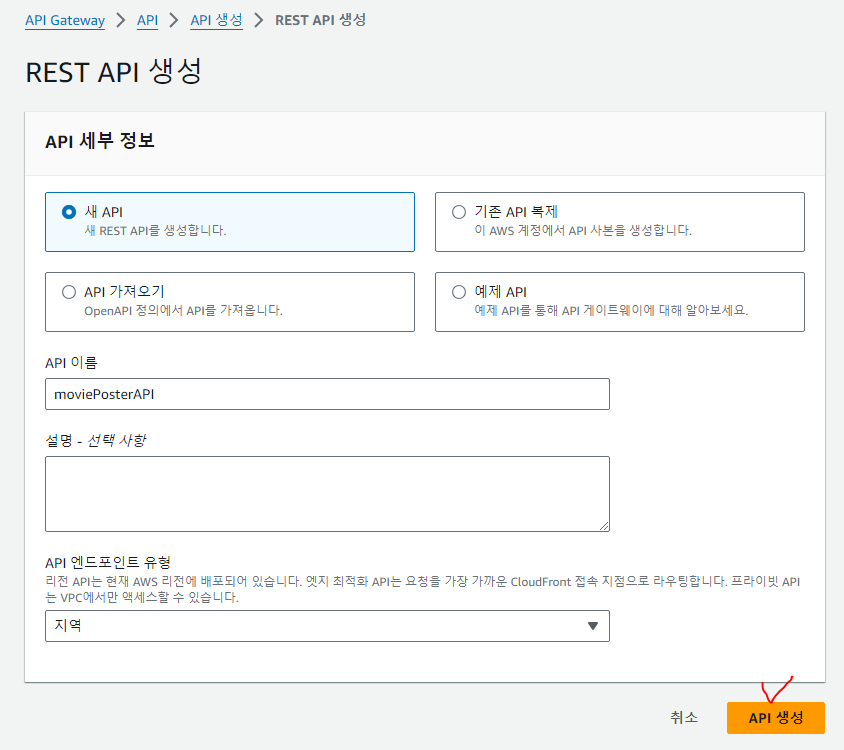 API Gateway > API > API 생성 > REST API 생성
REST API 생성
API 세부 정보
새 API
새 REST API를 생성합니다.
기존 API 복제
이 AWS 계정에서 API 사본을 생성합니다.
API 가져오기
OpenAPI 정의에서 API를 가져옵니다.
예제 API
예제 API를 통해 API 게이트웨이에 대해 알아보세요.
API 이름
moviePosterAPI
설명 - 선택 사항
API 엔드포인트 유형
리전 API는 현재 AWS 리전에 배포되어 있습니다. 엣지 최적화 API는 요청을 가장 가까운 CloudFront 접속 지점으로 라우팅합니다. 프라이빗 API
는 VPC에서만 액세스할 수 있습니다.
지역
취소
API 생성